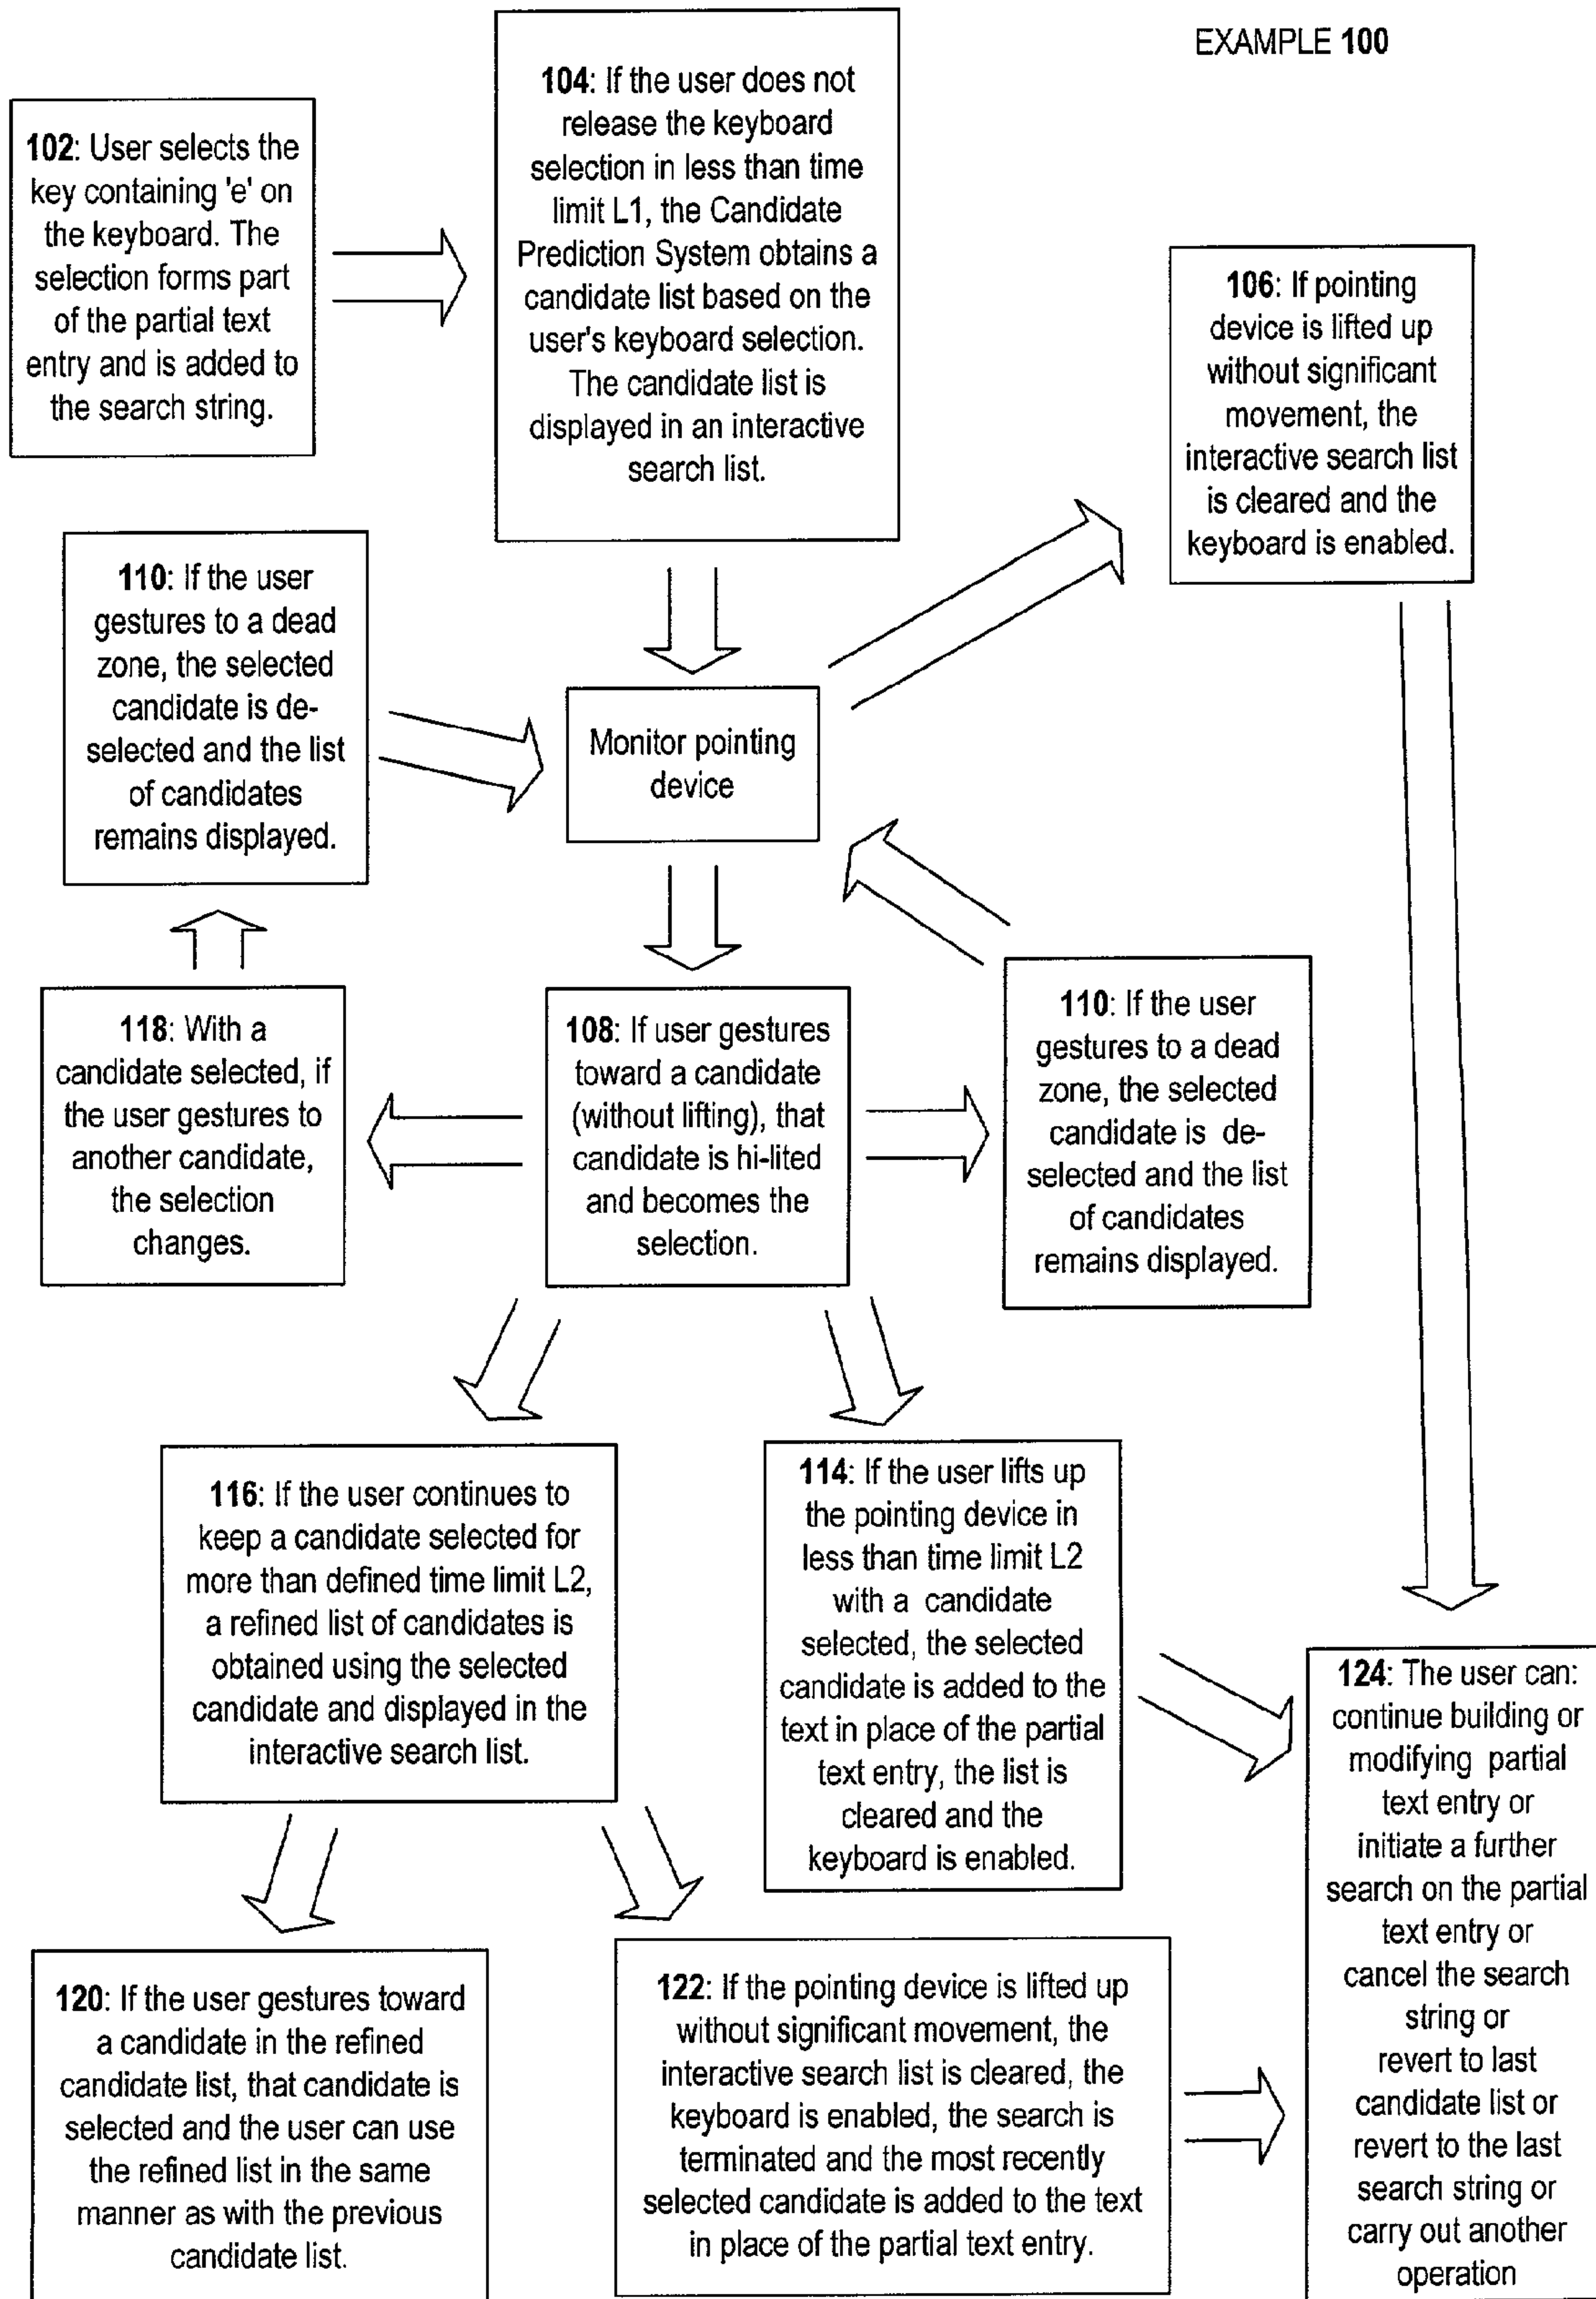 EXAMPLE 100
102: User selects the
key containing 'e' on
the keyboard. The
selection forms part
of the partial text
entry and is added to
the search string.
104: If the user does not
release the keyboard
selection in less than time
limit L1, the Candidate
Prediction System obtains a
candidate list based on the
user's keyboard selection.
The candidate list is
displayed in an interactive
search list.
106: If pointing
device is lifted up
without significant
movement, the
interactive search list
is cleared and the
keyboard is enabled.
110: If the user
gestures to a dead
zone, the selected
candidate is de-
selected and the list
of candidates
remains displayed.
Monitor pointing
device
118: With a
candidate selected, if
the user gestures to
another candidate,
the selection
changes.
108: If user gestures
toward a candidate
(without lifting), that
candidate is hi-lited
and becomes the
selection.
110: If the user
gestures to a dead
zone, the selected
candidate is de-
selected and the list
of candidates
remains displayed.
116: If the user continues to
keep a candidate selected for
more than defined time limit L2,
a refined list of candidates is
obtained using the selected
candidate and displayed in the
interactive search list.
114: If the user lifts up
the pointing device in
less than time limit L2
with a candidate
selected, the selected
candidate is added to the
text in place of the partial
text entry, the list is
cleared and the
keyboard is enabled.
124: The user can:
continue building or
modifying partial
text entry or
initiate a further
search on the partial
text entry or
cancel the search
string or
revert to last
candidate list or
revert to the last
search string or
carry out another
operation
120: If the user gestures toward
a candidate in the refined
candidate list, that candidate is
selected and the user can use
the refined list in the same
manner as with the previous
candidate list.
122: If the pointing device is lifted up
without significant movement, the
interactive search list is cleared, the
keyboard is enabled, the search is
terminated and the most recently
selected candidate is added to the text
in place of the partial text entry.